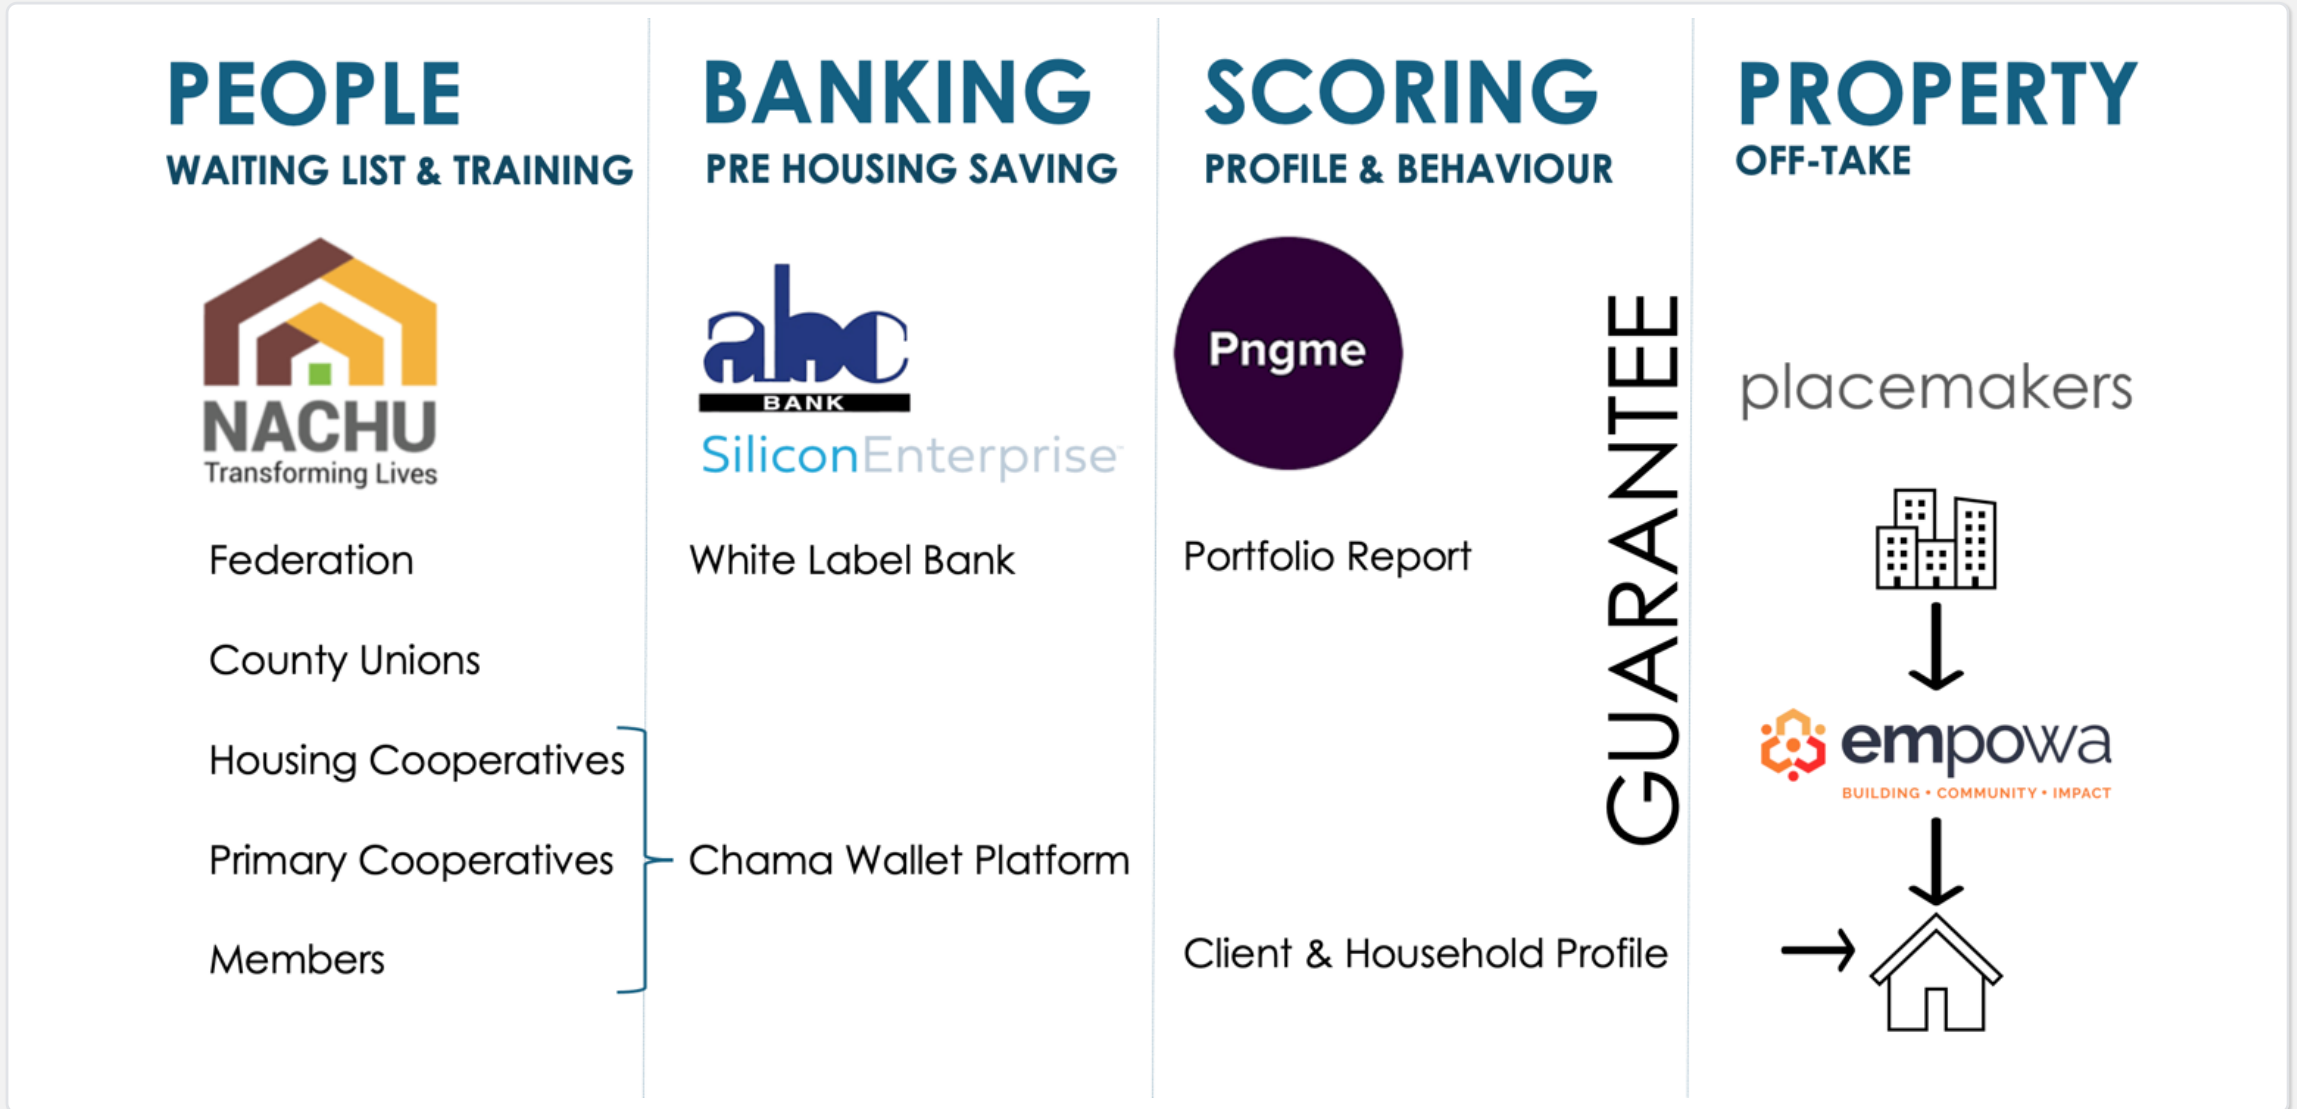 PEOPLE
WAITING LIST & TRAINING
NACHU
Transforming Lives
Federation
County Unions
Housing Cooperatives
Primary Cooperatives
Members
BANKING
PRE HOUSING SAVING
abc
BANK
SiliconEnterprise
White Label Bank
Chama Wallet Platform
SCORING
PROFILE & BEHAVIOUR
Pngme
Portfolio Report
Client & Household Profile
GUARANTEE
PROPERTY
OFF-TAKE
placemakers
empowa
BUILDING • COMMUNITY • IMPACT